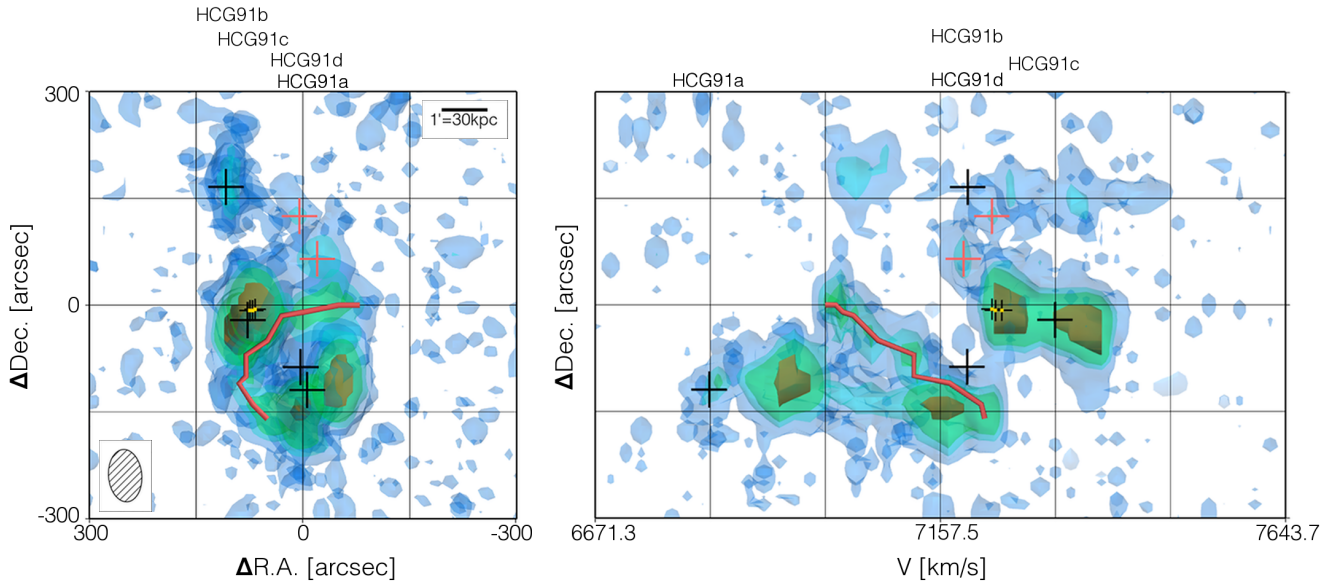 HCG91b
HCG91c
HCG91d
HCG91a
300
0
-300
ΔDec. [arcsec]
1'=30kpc
300
0
-300
ΔR.A. [arcsec]
HCG91b
HCG91c
HCG91a
HCG91d
ΔDec. [arcsec]
6671.3
7157.5
7643.7
V [km/s]